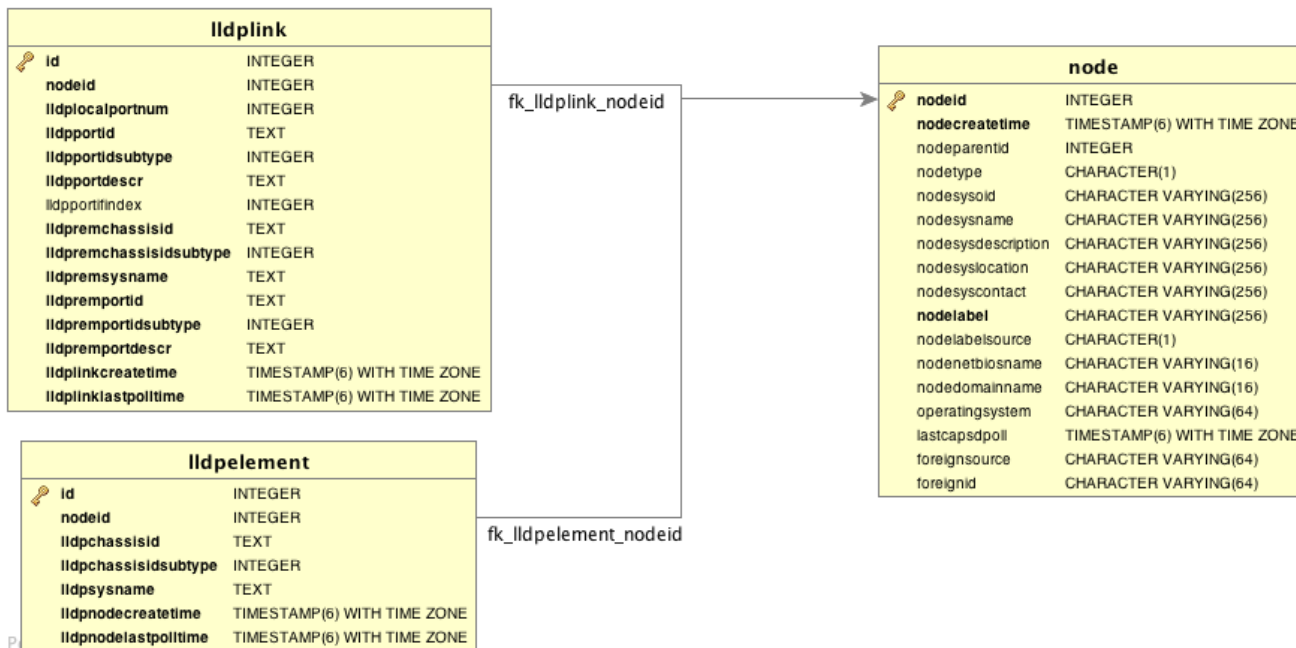 lldplink
id INTEGER
nodeid INTEGER
lldplocalportnum INTEGER
lldpportid TEXT
lldpportidsubtype INTEGER
lldpportdescr TEXT
lldpportifindex INTEGER
lldpremchassisid TEXT
lldpremchassisidsubtype INTEGER
lldpremsysname TEXT
lldpremportid TEXT
lldpremportidsubtype INTEGER
lldpremportdescr TEXT
lldplinkcreatetime TIMESTAMP(6) WITH TIME ZONE
lldplinklastpolltime TIMESTAMP(6) WITH TIME ZONE
fk_lldplink_nodeid
node
nodeid INTEGER
nodecreatetime TIMESTAMP(6) WITH TIME ZONE
nodeparentid INTEGER
nodetype CHARACTER(1)
nodesysoid CHARACTER VARYING(256)
nodesysname CHARACTER VARYING(256)
nodesysdescription CHARACTER VARYING(256)
nodesyslocation CHARACTER VARYING(256)
nodesyscontact CHARACTER VARYING(256)
nodelabel CHARACTER VARYING(256)
nodelabelsource CHARACTER(1)
nodenetbiosname CHARACTER VARYING(16)
nodedomainname CHARACTER VARYING(16)
operatingsystem CHARACTER VARYING(64)
lastcapsdpoll TIMESTAMP(6) WITH TIME ZONE
foreignsource CHARACTER VARYING(64)
foreignid CHARACTER VARYING(64)
lldpelement
id INTEGER
nodeid INTEGER
lldpchassisid TEXT
lldpchassisidsubtype INTEGER
lldpsysname TEXT
lldpnodecreatetime TIMESTAMP(6) WITH TIME ZONE
lldpnodelastpolltime TIMESTAMP(6) WITH TIME ZONE
fk_lldpelement_nodeid